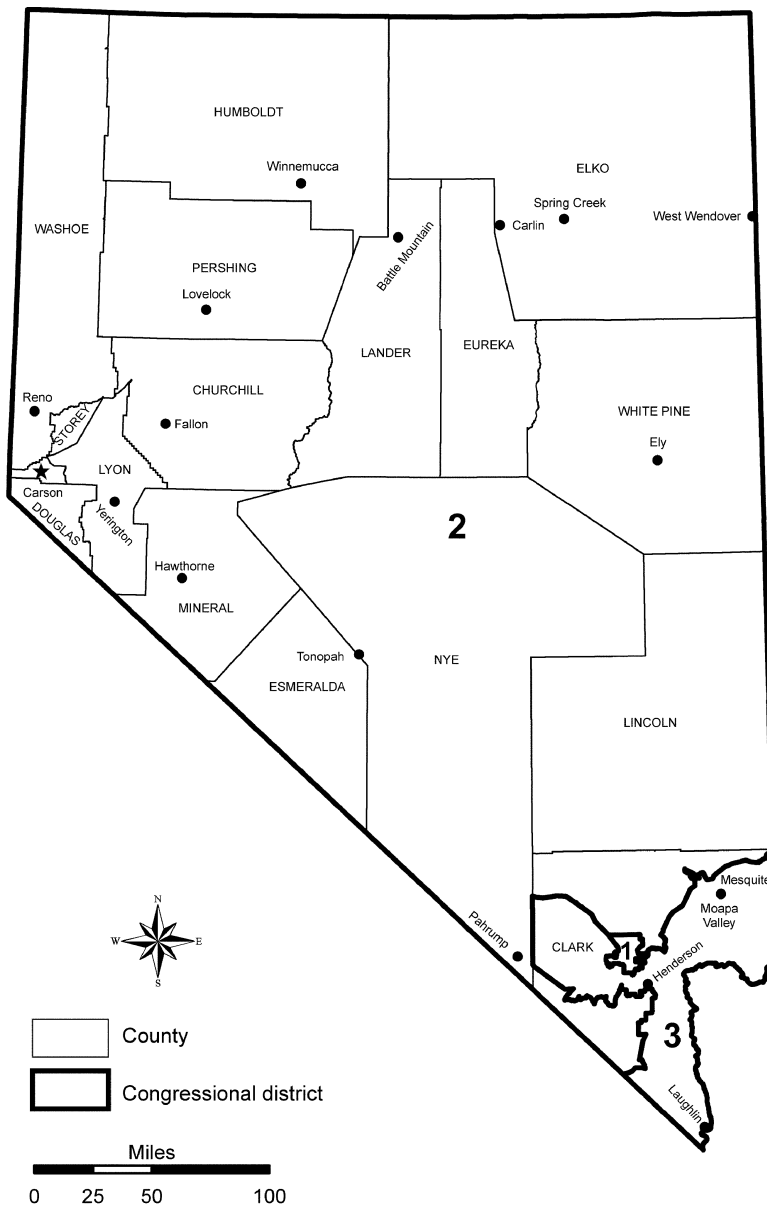 HUMBOLDT
Winnemucca
ELKO
Spring Creek
West Wendover
Carlin
WASHOE
Battle Mountain
PERSHING
Lovelock
LANDER
EUREKA
CHURCHILL
Reno
STOREY
Fallon
WHITE PINE
Ely
LYON
Carson
DOUGLAS
Yerington
2
Hawthorne
MINERAL
Tonopah
NYE
ESMERALDA
LINCOLN
Mesquite
Moapa
Valley
Pahrump
CLARK
1
Henderson
N
W
E
S
3
Laughlin
County
Congressional district
Miles
0 25 50 100